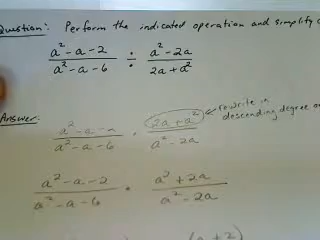 Question: Perform the indicated operation and simplify
a² - a - 2 / a² - a - 6 ÷ a² - 2a / 2a + a²
Answer:
a² - a - 2 / a² - a - 6 · 2a + a² / a² - 2a
rewrite in
descending degree
a² - a - 2 / a² - a - 6 · a² + 2a / a² - 2a
(a + 2)